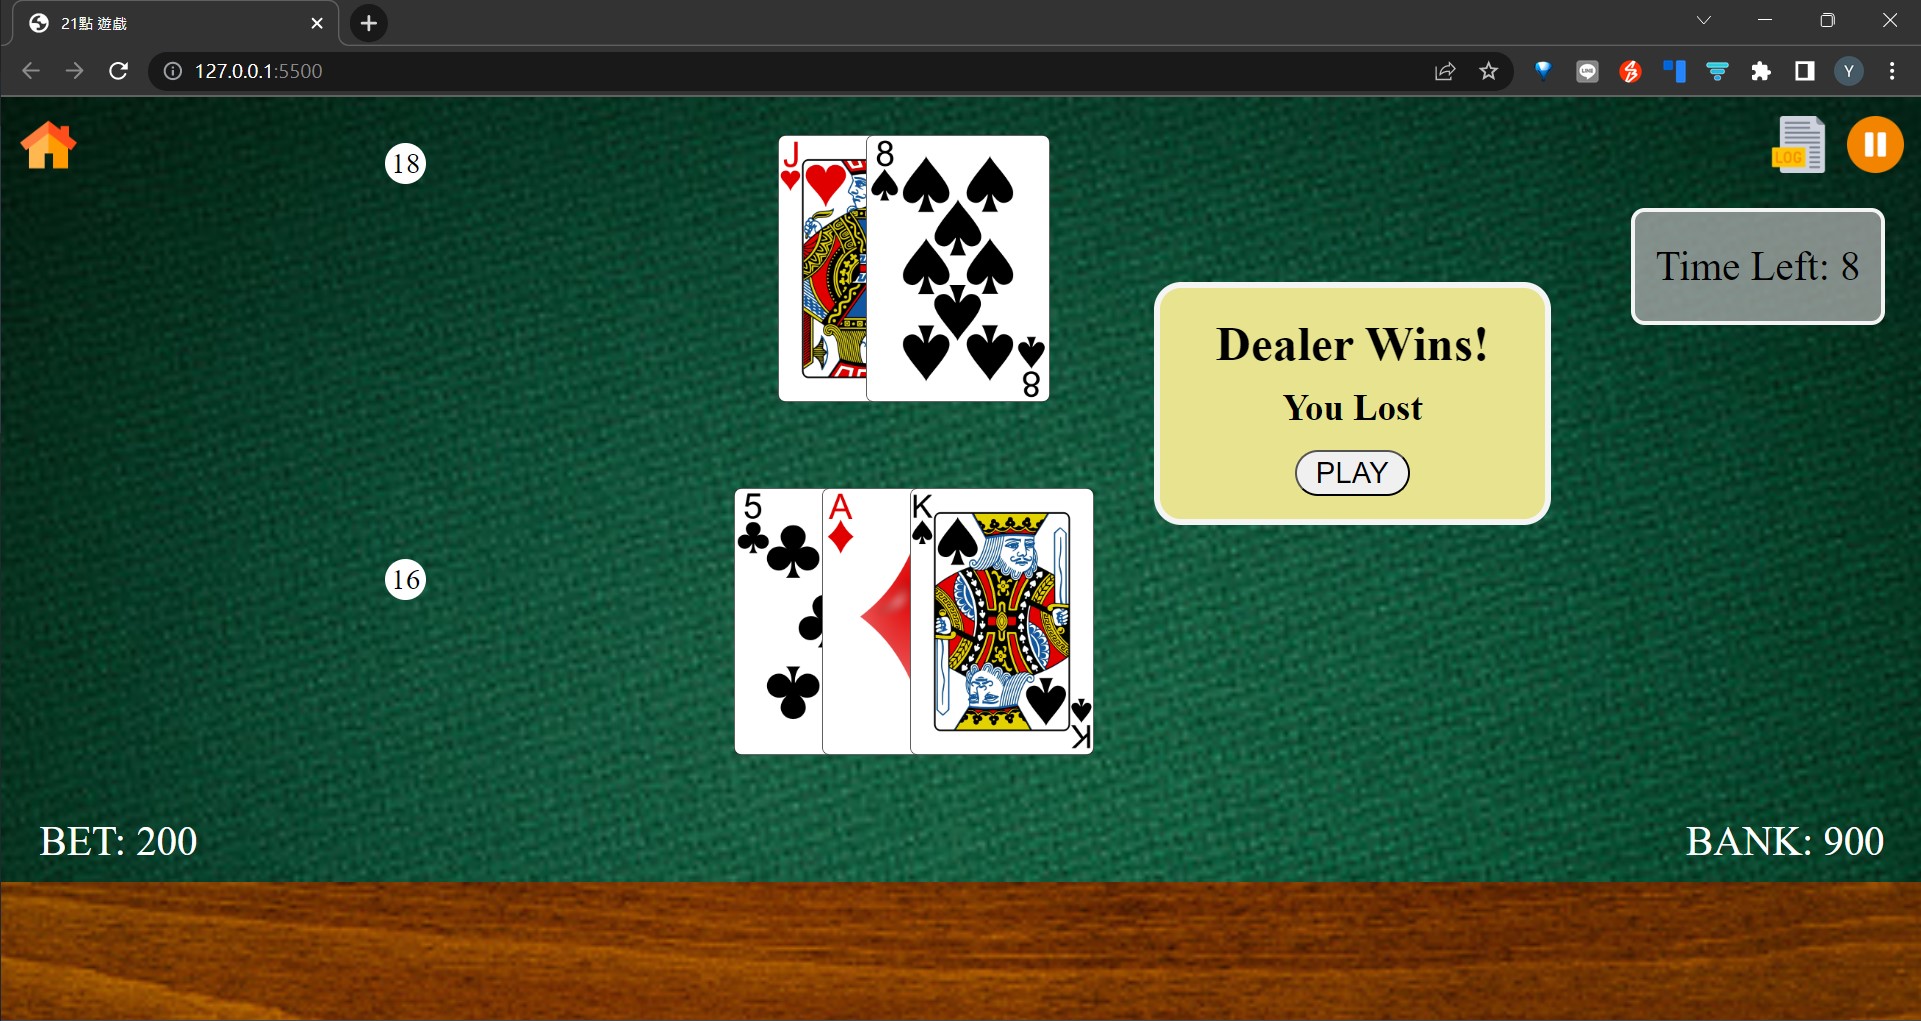 21點 遊戲
127.0.0.1:5500
Y
LOG
18
J
8
8
Time Left: 8
Dealer Wins!
You Lost
PLAY
5
A
K
K
16
BET: 200
BANK: 900